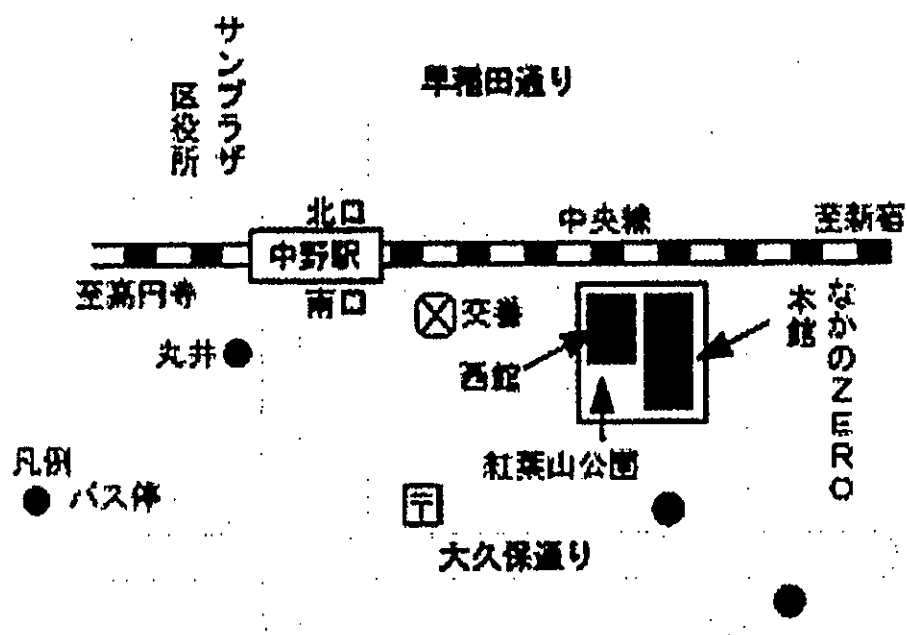 サンプラザ
区役所
早稲田通り
北口
中央線
至新宿
中野駅
至高円寺
南口
交番
丸井
西館
本館
なかのZERO
紅葉山公園
凡例
バス停
〒
大久保通り